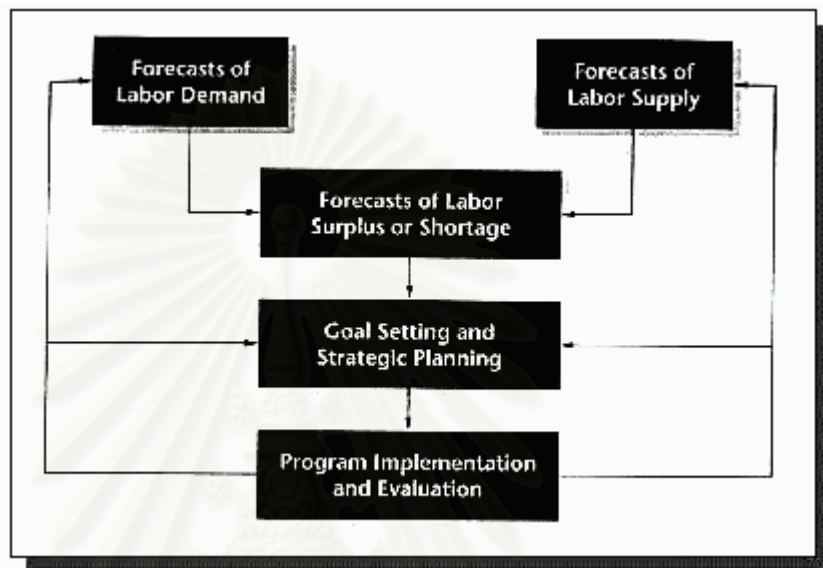 Forecasts of
Labor Demand
Forecasts of
Labor Supply
Forecasts of Labor
Surplus or Shortage
Goal Setting and
Strategic Planning
Program Implementation
and Evaluation